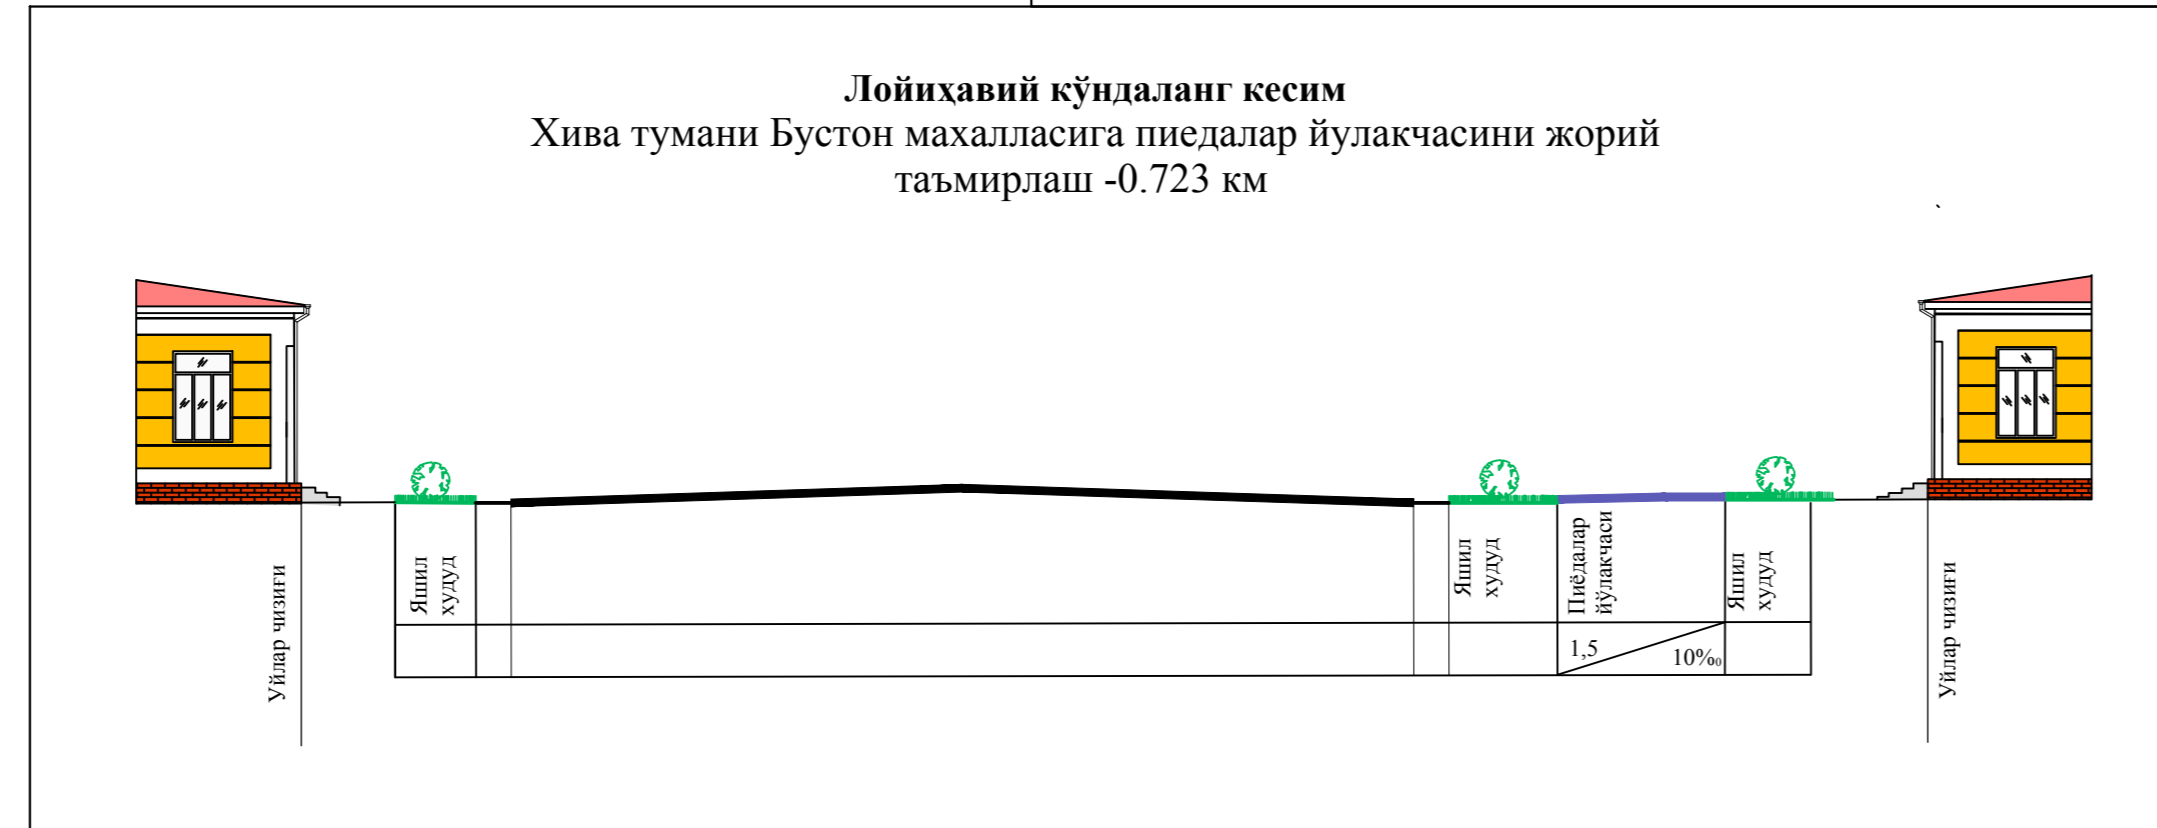 Лойиҳавий кўндаланг кесим
Хива тумани Бустон махалласига пиедалар йулакчасини жорий
таъмирлаш -0.723 км
Уйлар чизиғи
Яшил
худуд
Яшил
худуд
Пиёдалар
йўлакчаси
Яшил
худуд
Уйлар чизиғи
1,5
10‰